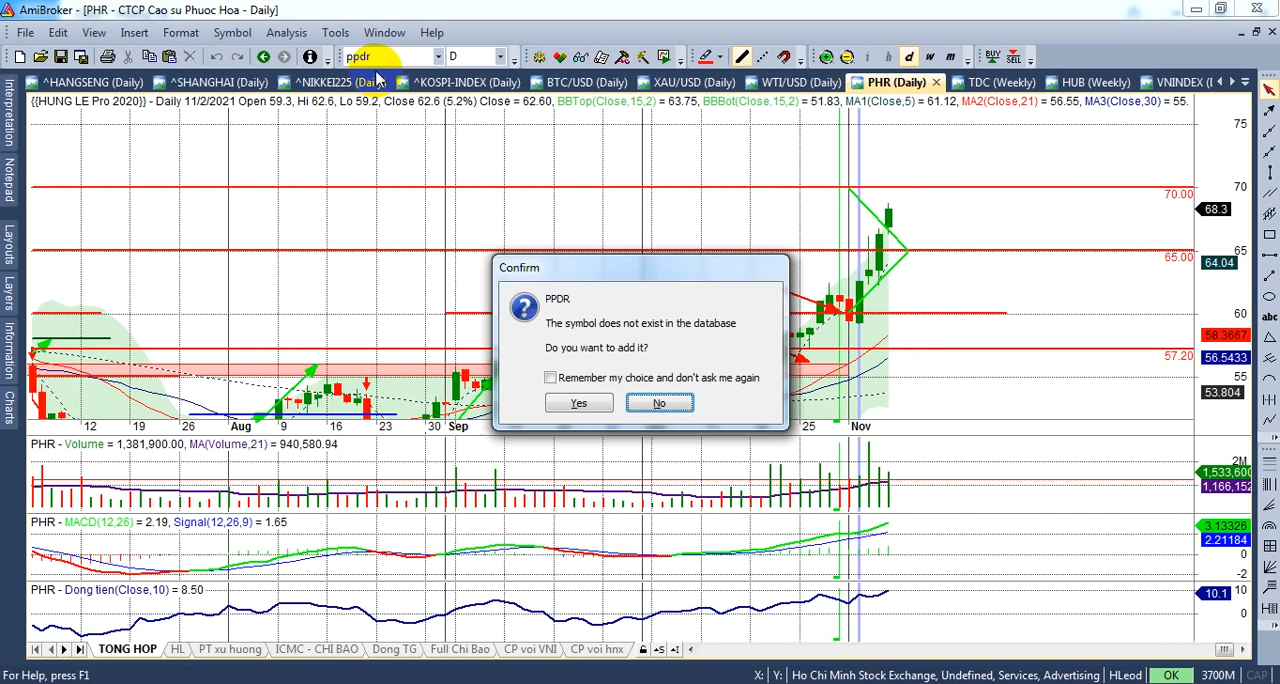 AmiBroker - [PHR - CTCP Cao su Phuoc Hoa - Daily]
File Edit View Insert Format Symbol Analysis Tools Window Help
ppdr D d w m BUY SELL
^HANGSENG (Daily) ^SHANGHAI (Daily) ^NIKKEI225 (Daily) ^KOSPI-INDEX (Daily) BTC/USD (Daily) XAU/USD (Daily) WTI/USD (Daily) PHR (Daily) TDC (Weekly) HUB (Weekly) VNINDEX (
{{HUNG LE Pro 2020}} - Daily 11/2/2021 Open 59.3, Hi 62.6, Lo 59.2, Close 62.6 (5.2%) Close = 62.60, BBTop(Close,15,2) = 63.75, BBBot(Close,15,2) = 51.83, MA1(Close,5) = 61.12, MA2(Close,21) = 56.55, MA3(Close,30) = 55.
Interpretation
Notepad
Layouts
Layers
Information
Charts
75
70
70.00
68.3
65
65.00
64.04
60
58.3667
57.20
56.5433
55
53.804
Confirm
PPDR
The symbol does not exist in the database
Do you want to add it?
Remember my choice and don't ask me again
Yes No
12 19 26 Aug 9 16 23 30 Sep 25 Nov
PHR - Volume = 1,381,900.00, MA(Volume,21) = 940,580.94
2M
1,533,600
1,166,152
PHR - MACD(12,26) = 2.19, Signal(12,26,9) = 1.65
3.13326
2.21184
0
-2
PHR - Dong tien(Close,10) = 8.50
10
10.1
0
TONG HOP HL PT xu huong ICMC - CHI BAO Dong TG Full Chi Bao CP voi VNI CP voi hnx
For Help, press F1 X: Y: Ho Chi Minh Stock Exchange, Undefined, Services, Advertising HLeod OK 3700M CAP
abc